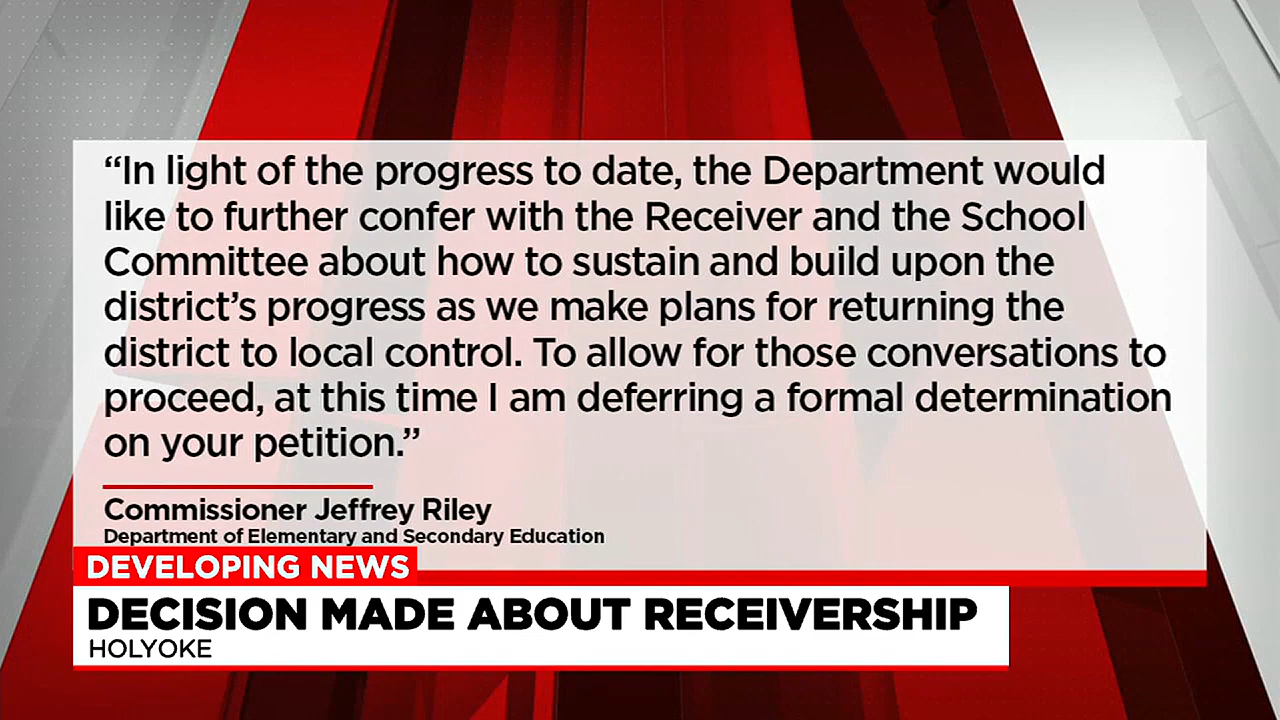 “In light of the progress to date, the Department would
like to further confer with the Receiver and the School
Committee about how to sustain and build upon the
district’s progress as we make plans for returning the
district to local control. To allow for those conversations to
proceed, at this time I am deferring a formal determination
on your petition.”
Commissioner Jeffrey Riley
Department of Elementary and Secondary Education
DEVELOPING NEWS
DECISION MADE ABOUT RECEIVERSHIP
HOLYOKE